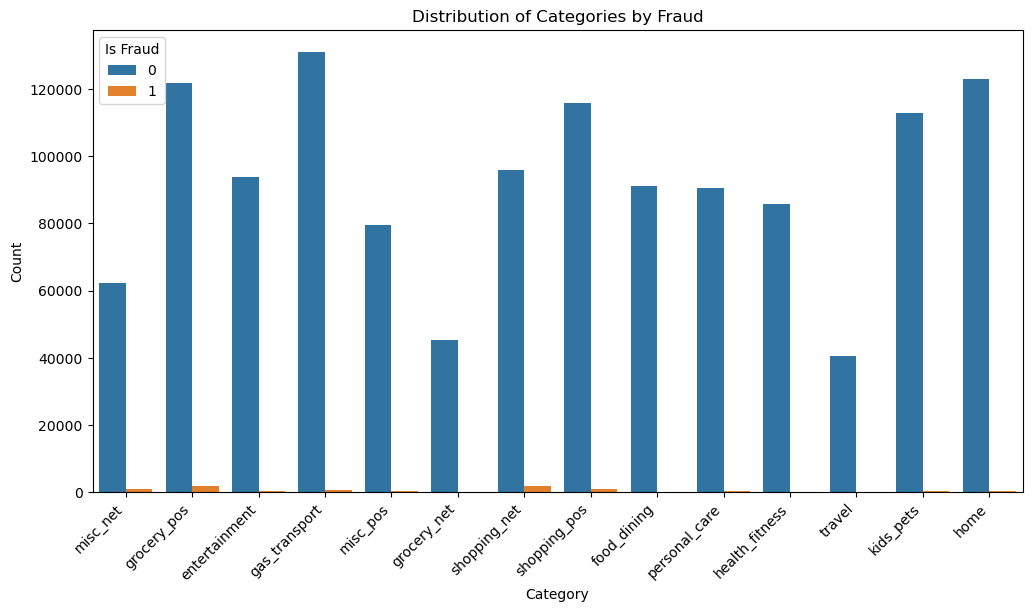 Distribution of Categories by Fraud
Is Fraud
0
1
120000
100000
80000
60000
40000
20000
0
Count
misc_net
grocery_pos
entertainment
gas_transport
misc_pos
grocery_net
shopping_net
shopping_pos
food_dining
personal_care
health_fitness
travel
kids_pets
home
Category